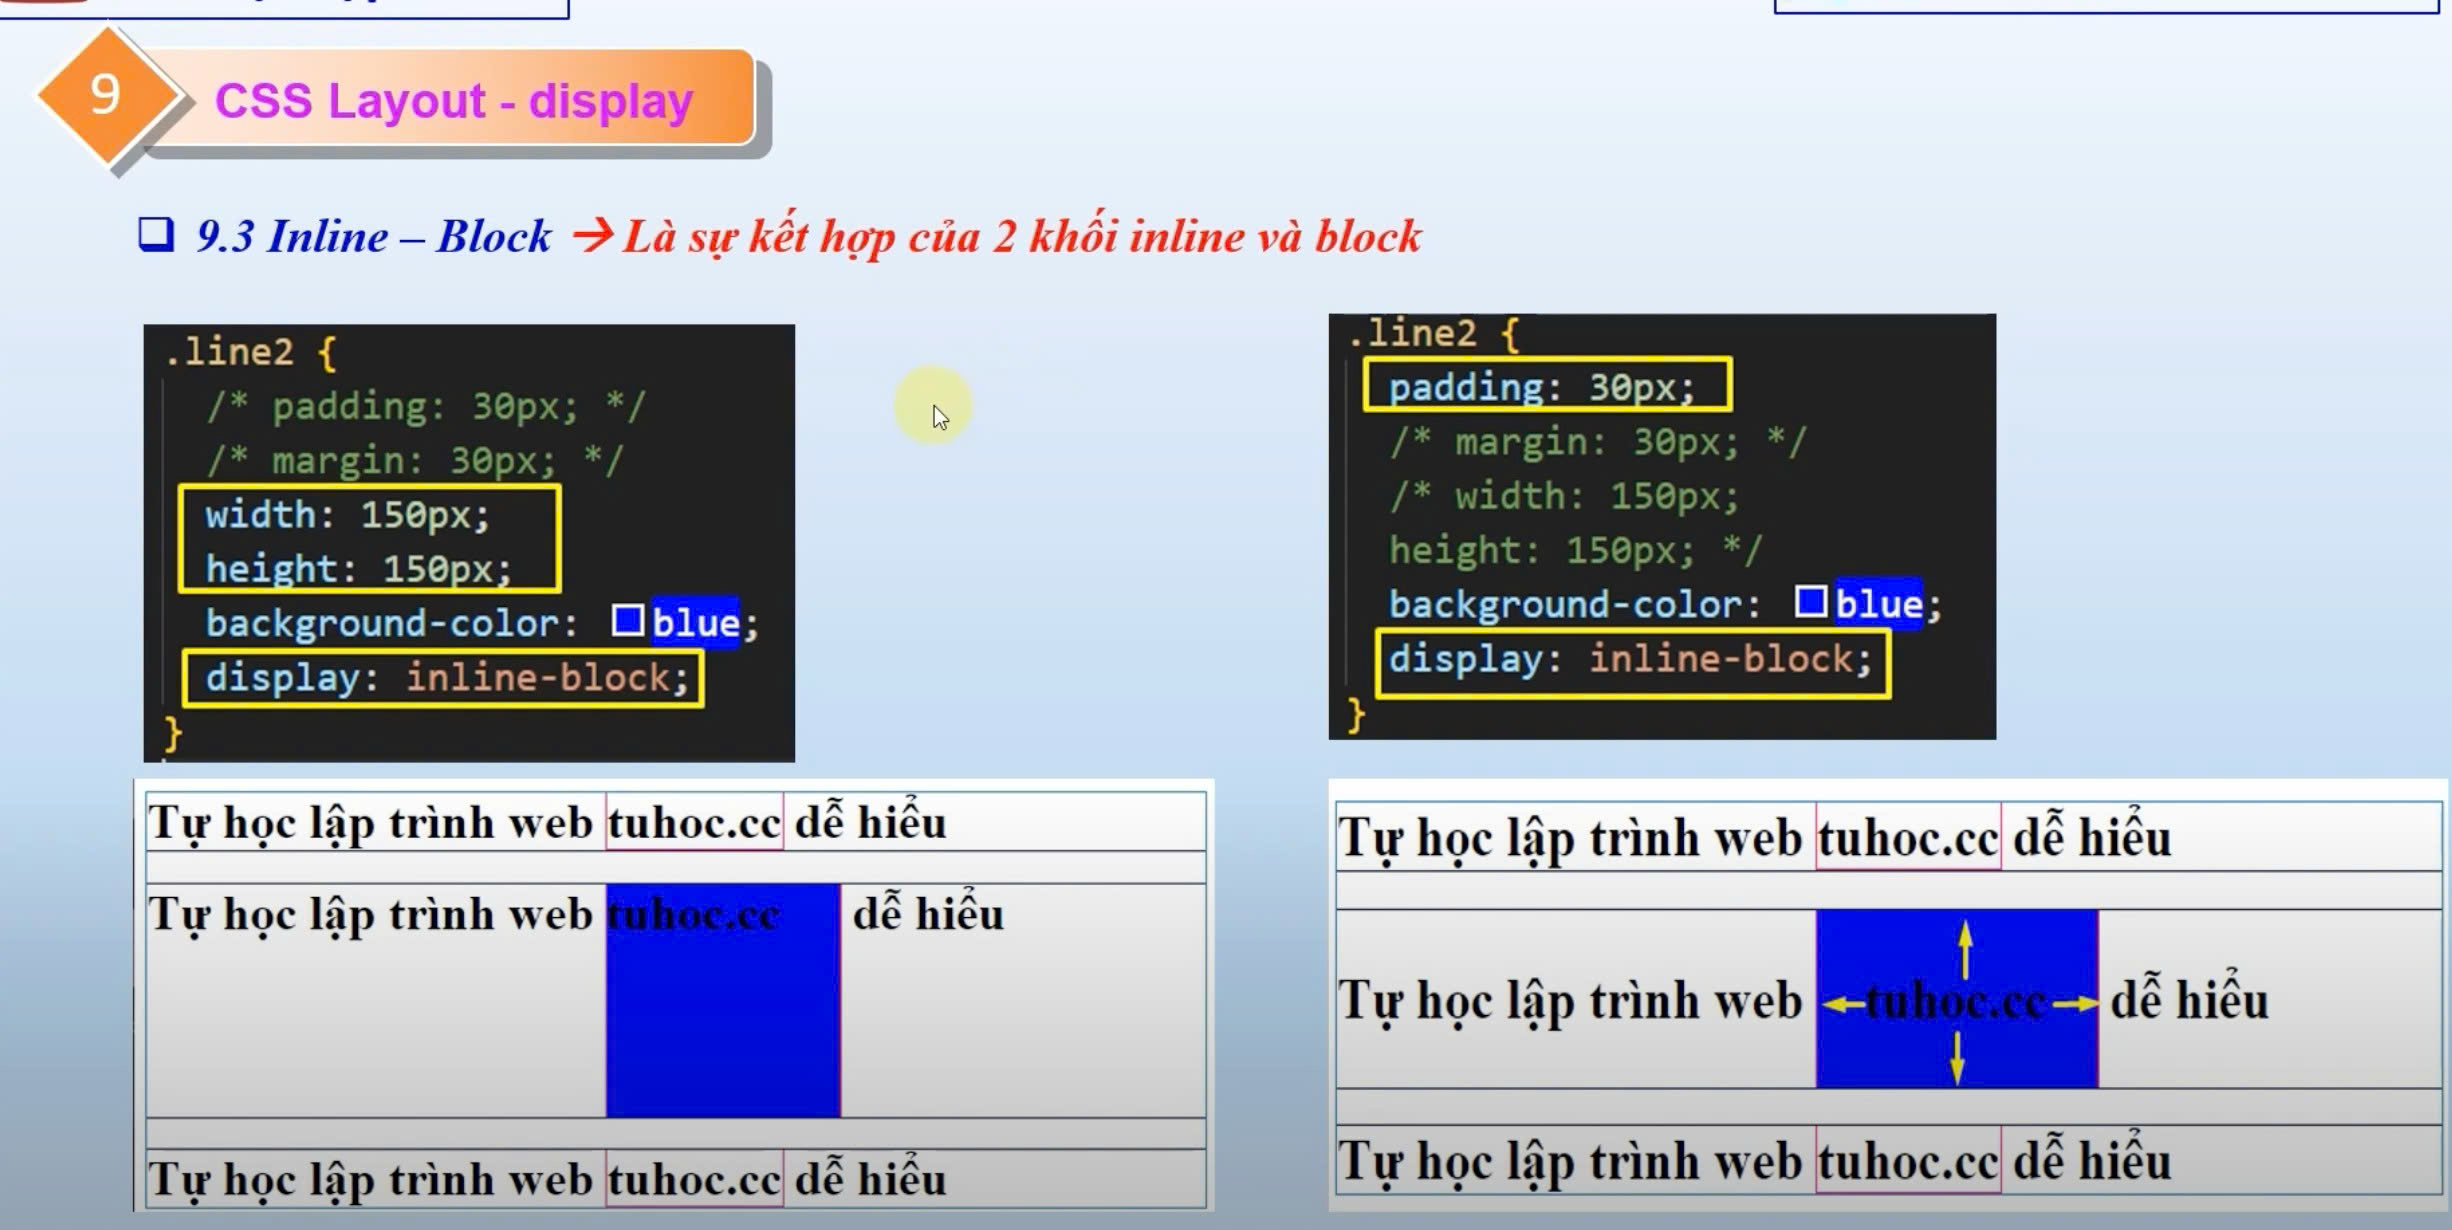 9
CSS Layout - display
9.3 Inline – Block → Là sự kết hợp của 2 khối inline và block
.line2 {
/* padding: 30px; */
/* margin: 30px; */
width: 150px;
height: 150px;
background-color: blue;
display: inline-block;
}
.line2 {
padding: 30px;
/* margin: 30px; */
/* width: 150px;
height: 150px; */
background-color: blue;
display: inline-block;
}
Tự học lập trình web tuhoc.cc dễ hiểu
Tự học lập trình web tuhoc.cc dễ hiểu
Tự học lập trình web tuhoc.cc dễ hiểu
Tự học lập trình web tuhoc.cc dễ hiểu
Tự học lập trình web tuhoc.cc dễ hiểu
Tự học lập trình web tuhoc.cc dễ hiểu